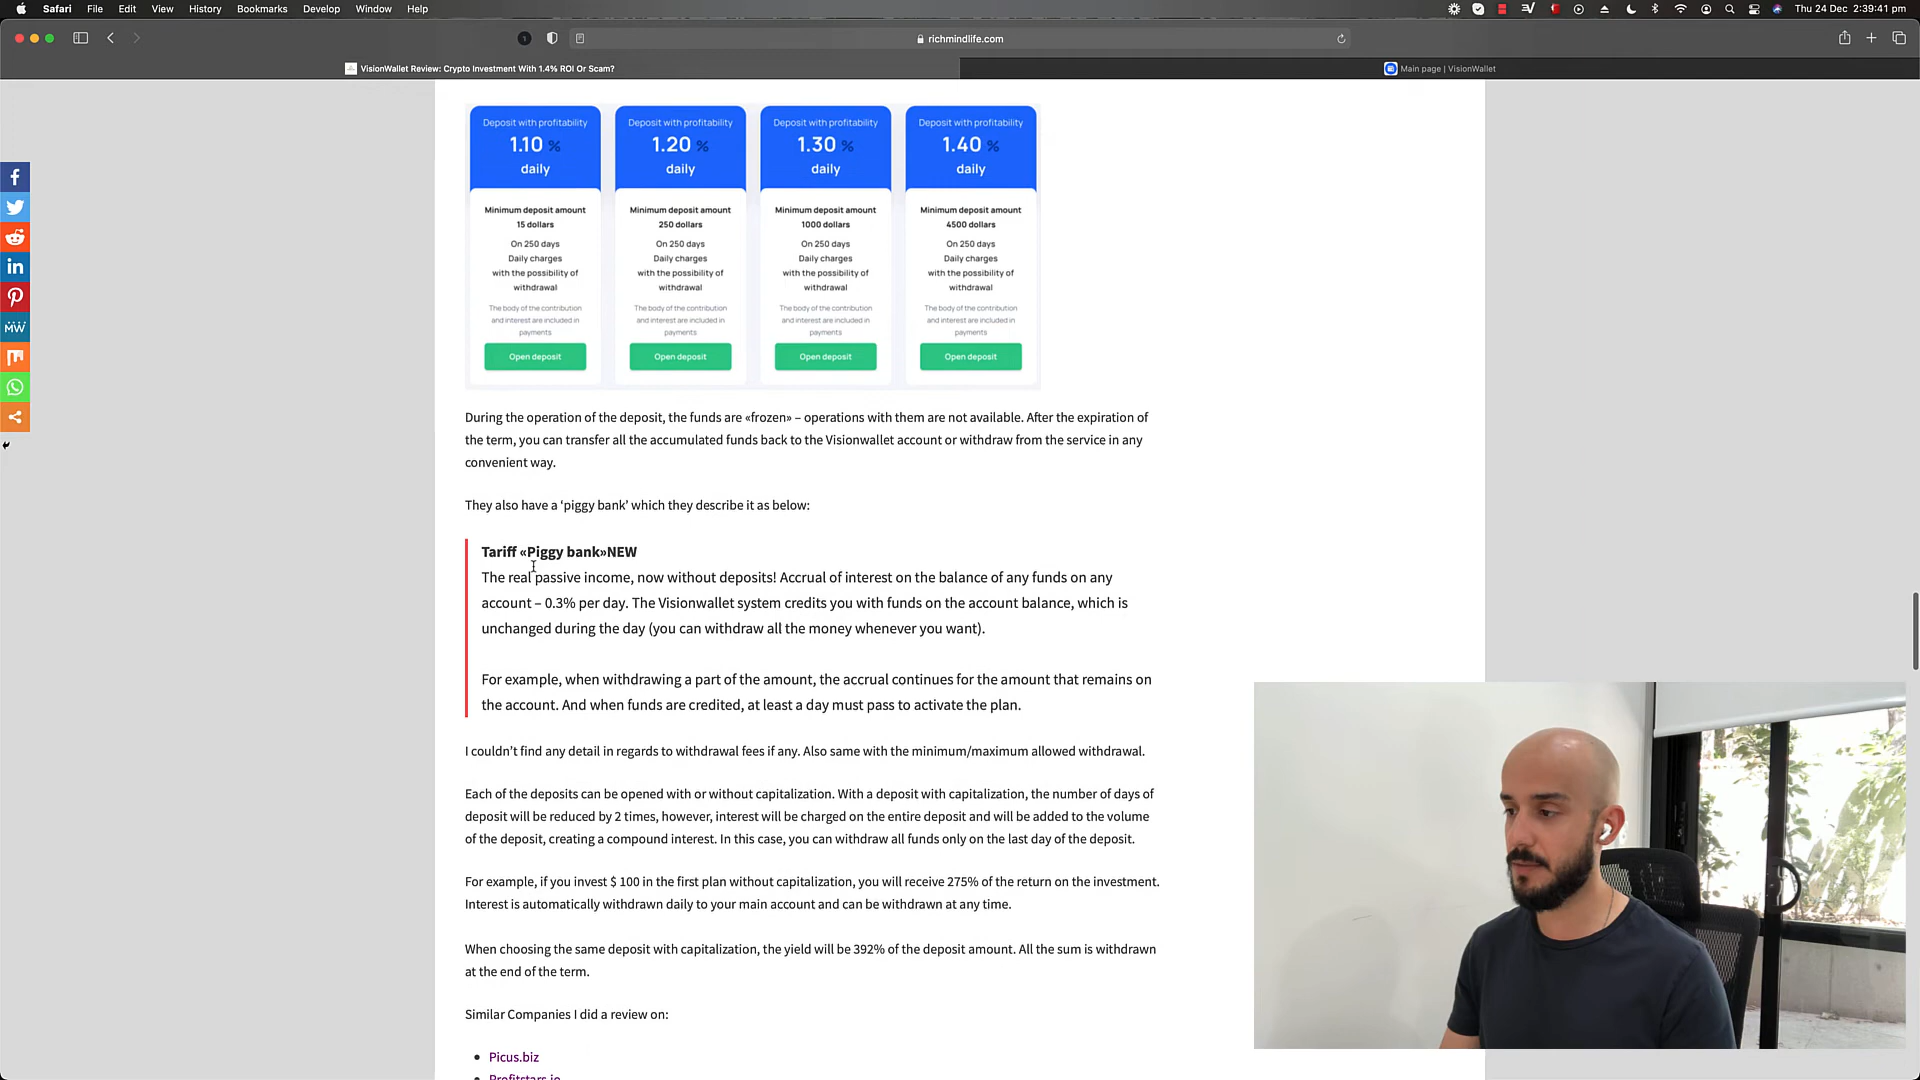 Safari File Edit View History Bookmarks Develop Window Help
Thu 24 Dec 2:39:41 pm
richmindlife.com
VisionWallet Review: Crypto Investment With 1.4% ROI Or Scam?
Main page | VisionWallet
Deposit with profitability
1.10 %
daily
Minimum deposit amount
15 dollars
On 250 days
Daily charges
with the possibility of
withdrawal
The body of the contribution
and interest are included in
payments
Open deposit
Deposit with profitability
1.20 %
daily
Minimum deposit amount
250 dollars
On 250 days
Daily charges
with the possibility of
withdrawal
The body of the contribution
and interest are included in
payments
Open deposit
Deposit with profitability
1.30 %
daily
Minimum deposit amount
1000 dollars
On 250 days
Daily charges
with the possibility of
withdrawal
The body of the contribution
and interest are included in
payments
Open deposit
Deposit with profitability
1.40 %
daily
Minimum deposit amount
4500 dollars
On 250 days
Daily charges
with the possibility of
withdrawal
The body of the contribution
and interest are included in
payments
Open deposit
MW
During the operation of the deposit, the funds are «frozen» – operations with them are not available. After the expiration of
the term, you can transfer all the accumulated funds back to the Visionwallet account or withdraw from the service in any
convenient way.
They also have a ‘piggy bank’ which they describe it as below:
Tariff «Piggy bank»NEW
The real passive income, now without deposits! Accrual of interest on the balance of any funds on any
account – 0.3% per day. The Visionwallet system credits you with funds on the account balance, which is
unchanged during the day (you can withdraw all the money whenever you want).
For example, when withdrawing a part of the amount, the accrual continues for the amount that remains on
the account. And when funds are credited, at least a day must pass to activate the plan.
I couldn’t find any detail in regards to withdrawal fees if any. Also same with the minimum/maximum allowed withdrawal.
Each of the deposits can be opened with or without capitalization. With a deposit with capitalization, the number of days of
deposit will be reduced by 2 times, however, interest will be charged on the entire deposit and will be added to the volume
of the deposit, creating a compound interest. In this case, you can withdraw all funds only on the last day of the deposit.
For example, if you invest $ 100 in the first plan without capitalization, you will receive 275% of the return on the investment.
Interest is automatically withdrawn daily to your main account and can be withdrawn at any time.
When choosing the same deposit with capitalization, the yield will be 392% of the deposit amount. All the sum is withdrawn
at the end of the term.
Similar Companies I did a review on:
Picus.biz
Profitstars.io